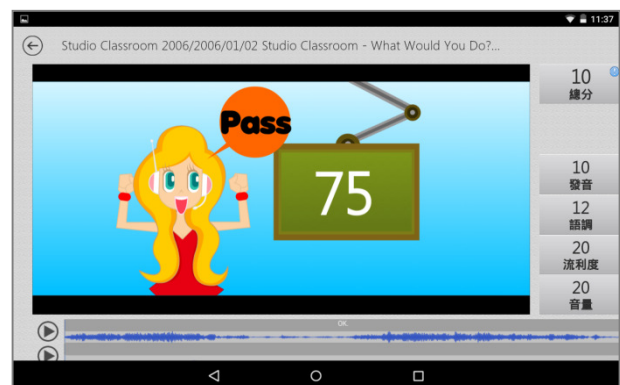 11:37
Studio Classroom 2006/2006/01/02 Studio Classroom - What Would You Do?...
Pass
75
10
總分
10
發音
12
語調
20
流利度
20
音量
OK.